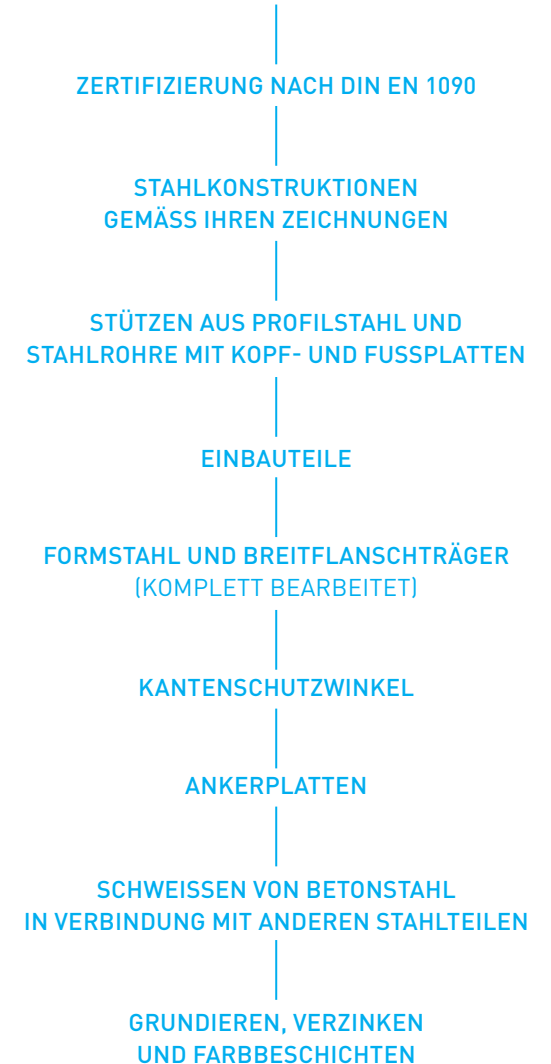 ZERTIFIZIERUNG NACH DIN EN 1090
STAHLKONSTRUKTIONEN
GEMÄSS IHREN ZEICHNUNGEN
STÜTZEN AUS PROFILSTAHL UND
STAHLROHRE MIT KOPF- UND FUSSPLATTEN
EINBAUTEILE
FORMSTAHL UND BREITFLANSCHTRÄGER
(KOMPLETT BEARBEITET)
KANTENSCHUTZWINKEL
ANKERPLATTEN
SCHWEISSEN VON BETONSTAHL
IN VERBINDUNG MIT ANDEREN STAHLTEILEN
GRUNDIEREN, VERZINKEN
UND FARBBESCHICHTEN